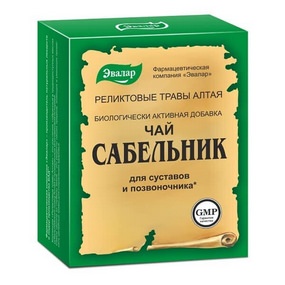 Эвалар
Фармацевтическая
компания «Эвалар»
РЕЛИКТОВЫЕ ТРАВЫ АЛТАЯ
БИОЛОГИЧЕСКИ АКТИВНАЯ ДОБАВКА
ЧАЙ
САБЕЛЬНИК
для суставов
и позвоночника*
GMP